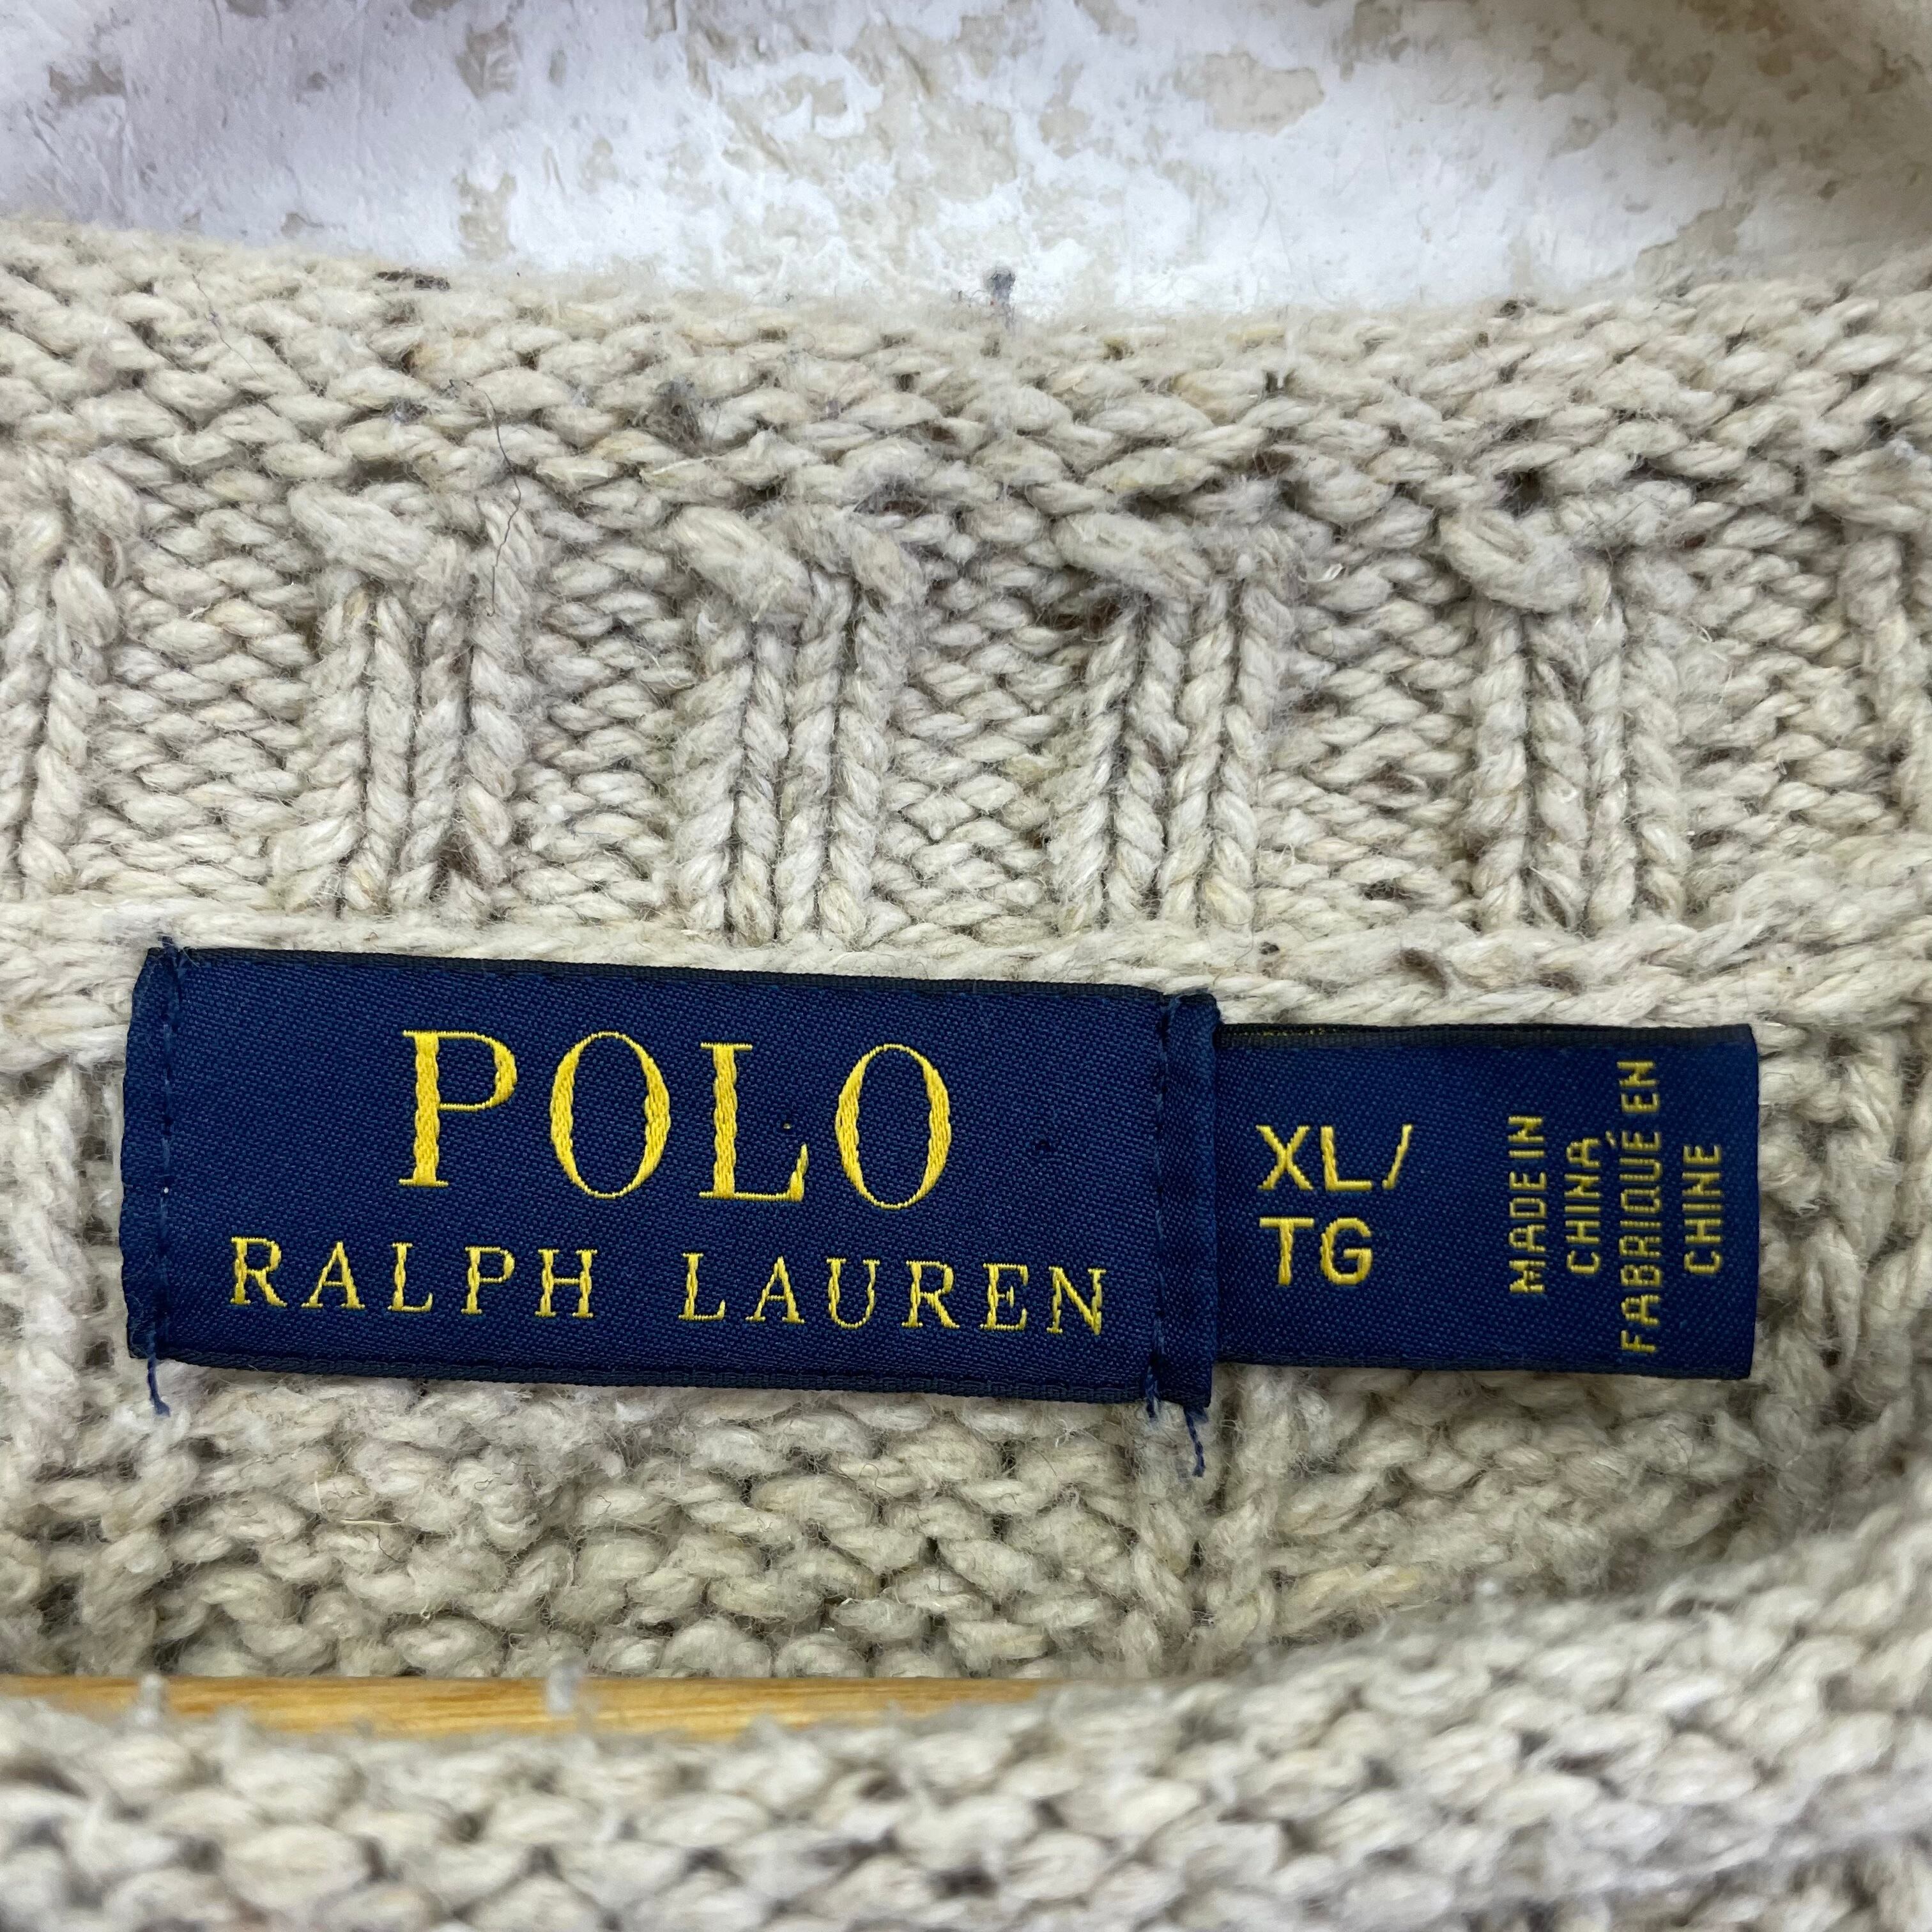 POLO
RALPH LAUREN
XL/
TG
MADE IN
CHINA
FABRIQUÉ EN
CHINE